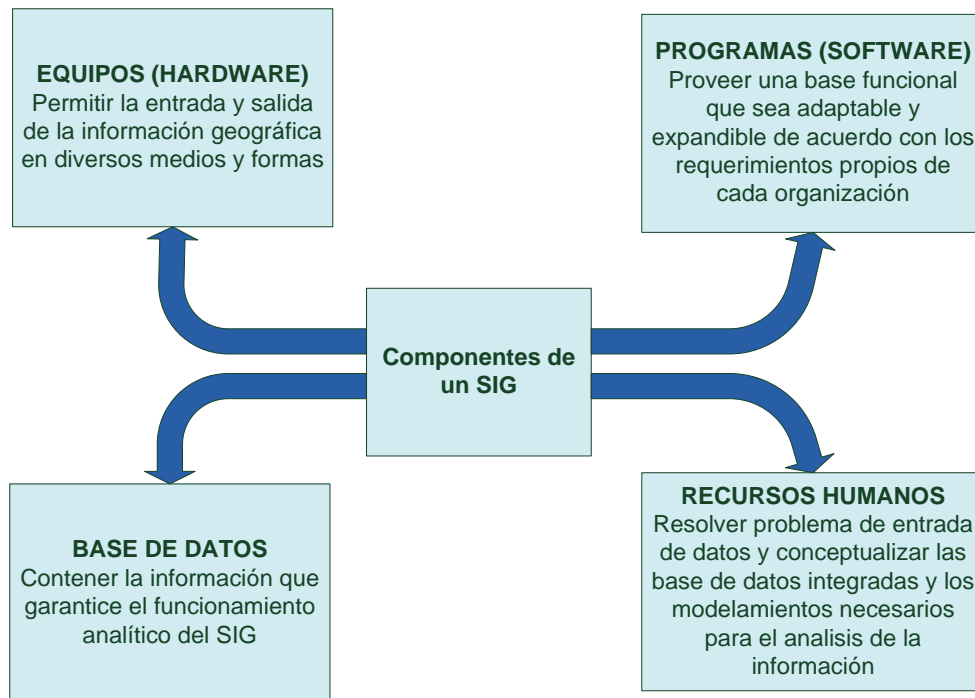 EQUIPOS (HARDWARE)
Permitir la entrada y salida
de la información geográfica
en diversos medios y formas
PROGRAMAS (SOFTWARE)
Proveer una base funcional
que sea adaptable y
expandible de acuerdo con los
requerimientos propios de
cada organización
Componentes de
un SIG
BASE DE DATOS
Contener la información que
garantice el funcionamiento
analítico del SIG
RECURSOS HUMANOS
Resolver problema de entrada
de datos y conceptualizar las
base de datos integradas y los
modelamientos necesarios
para el analisis de la
información